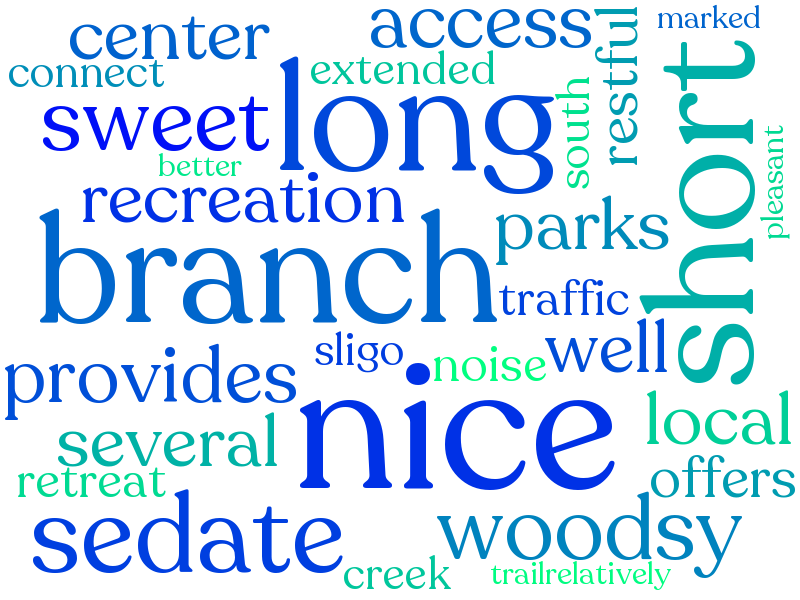 center
access
marked
connect
extended
restful
long
short
sweet
south
better
pleasant
recreation
parks
branch
traffic
sligo
well
noise
provides
nice
local
several
retreat
offers
sedate
woodsy
creek
trailrelatively